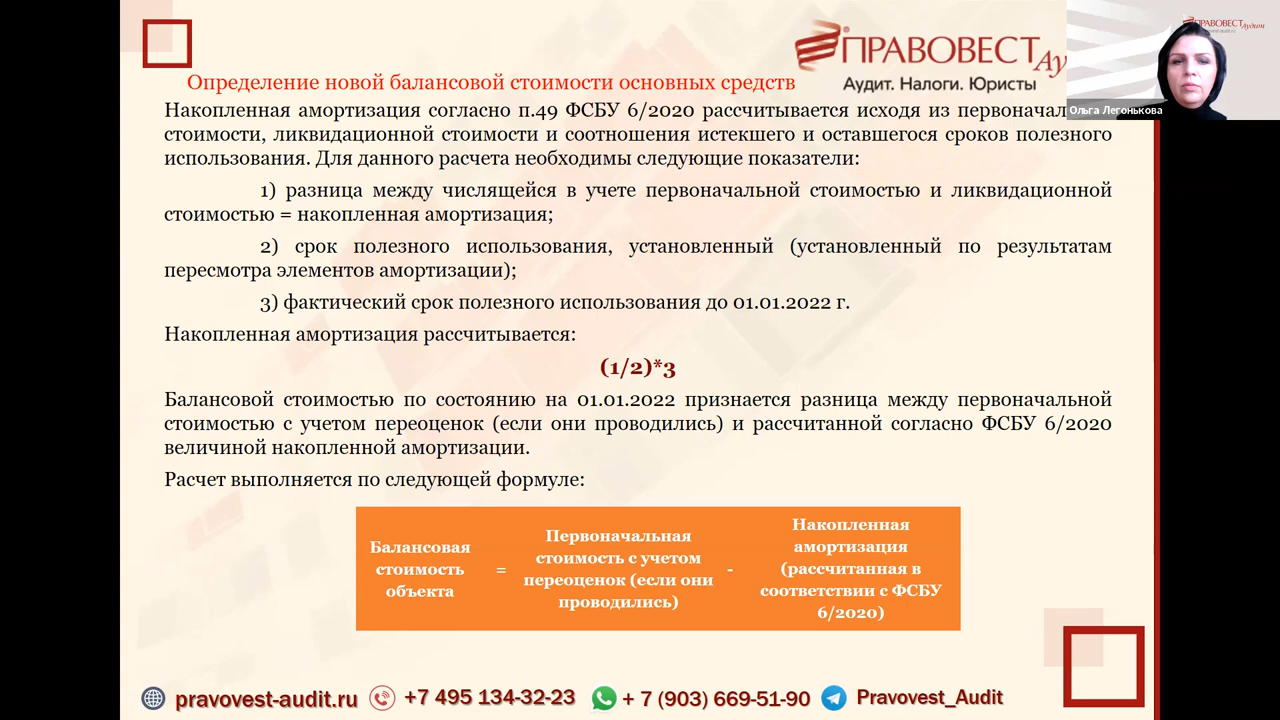 ПРАВОВЕСТ Ау
Аудит. Налоги. Юристы
ПРАВОВЕСТ Аудит
pravovest-audit.ru
Ольга Легонькова
Определение новой балансовой стоимости основных средств
Накопленная амортизация согласно п.49 ФСБУ 6/2020 рассчитывается исходя из первоначал
стоимости, ликвидационной стоимости и соотношения истекшего и оставшегося сроков полезного
использования. Для данного расчета необходимы следующие показатели:
1) разница между числящейся в учете первоначальной стоимостью и ликвидационной
стоимостью = накопленная амортизация;
2) срок полезного использования, установленный (установленный по результатам
пересмотра элементов амортизации);
3) фактический срок полезного использования до 01.01.2022 г.
Накопленная амортизация рассчитывается:
(1/2)*3
Балансовой стоимостью по состоянию на 01.01.2022 признается разница между первоначальной
стоимостью с учетом переоценок (если они проводились) и рассчитанной согласно ФСБУ 6/2020
величиной накопленной амортизации.
Расчет выполняется по следующей формуле:
Балансовая
стоимость
объекта
=
Первоначальная
стоимость с учетом
переоценок (если они
проводились)
-
Накопленная
амортизация
(рассчитанная в
соответствии с ФСБУ
6/2020)
pravovest-audit.ru +7 495 134-32-23 + 7 (903) 669-51-90 Pravovest_Audit